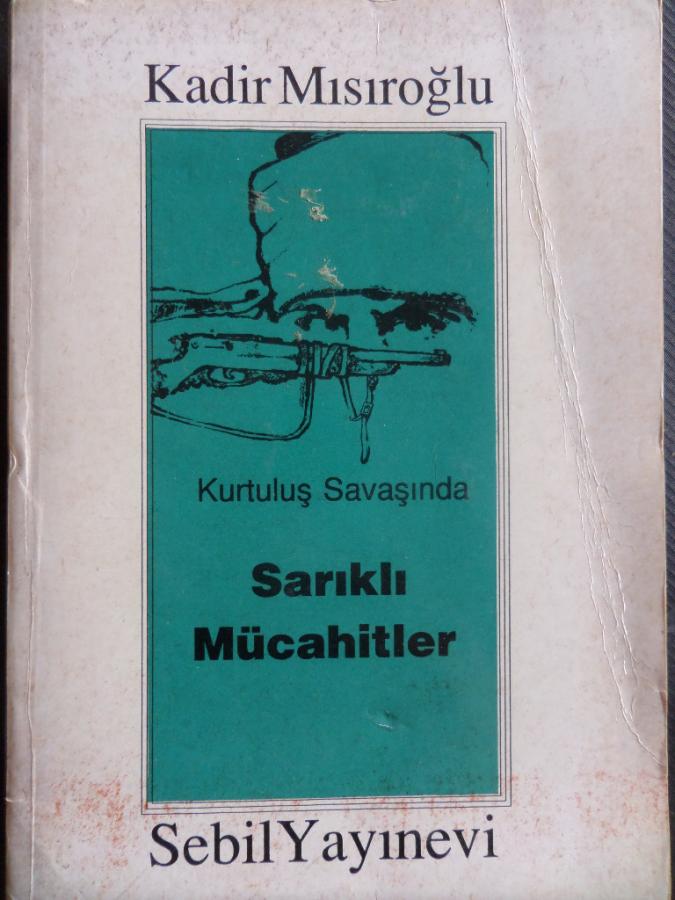 Kadir Mısıroğlu
Kurtuluş Savaşında
Sarıklı
Mücahitler
Sebil Yayınevi